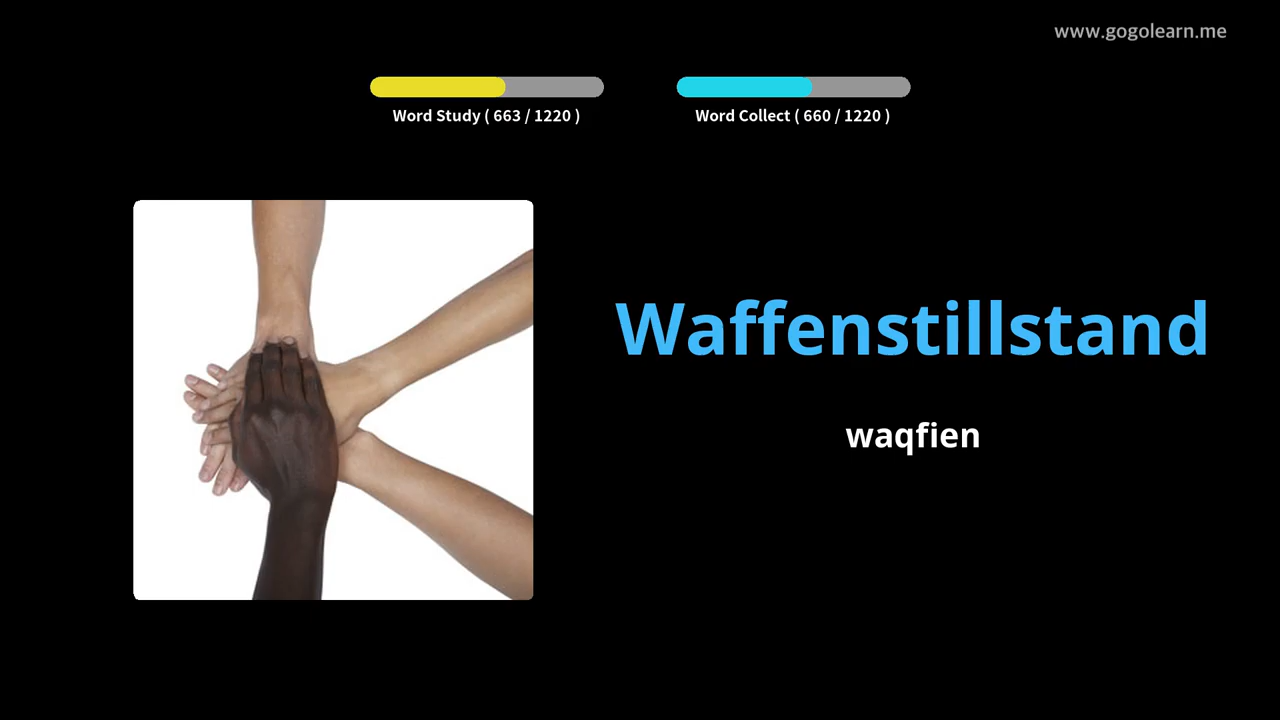 www.gogolearn.me
Word Study ( 663 / 1220 )
Word Collect ( 660 / 1220 )
Waffenstillstand
waqfien